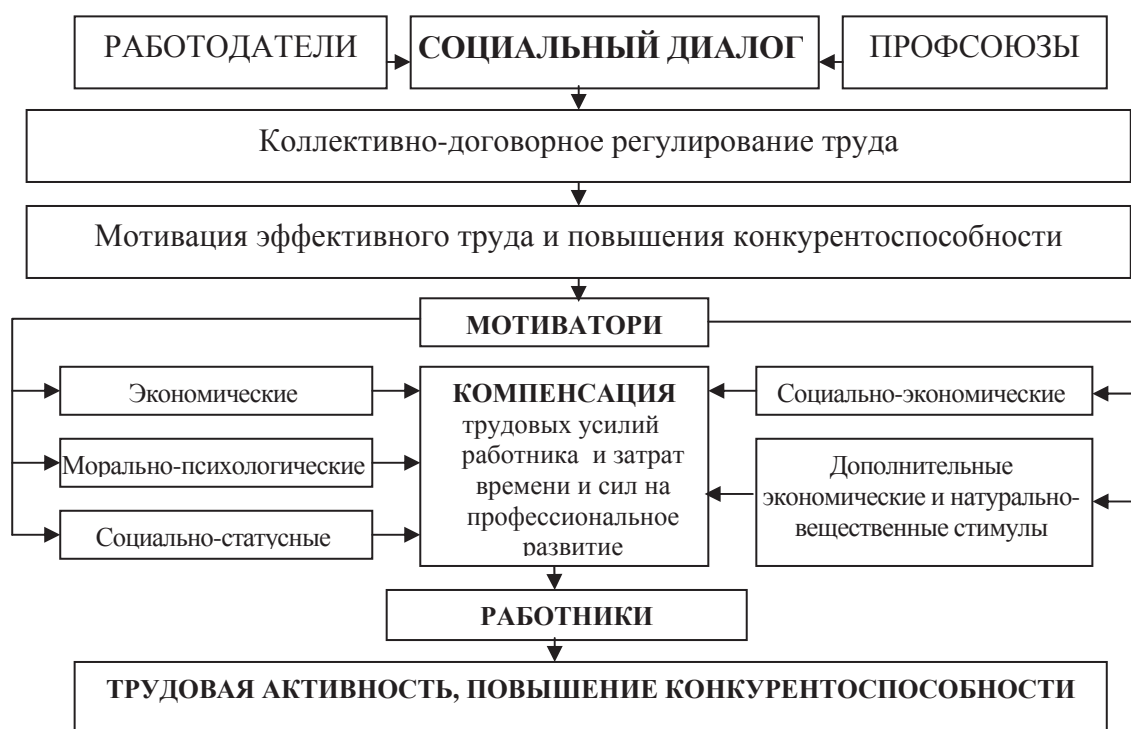 РАБОТОДАТЕЛИ
СОЦИАЛЬНЫЙ ДИАЛОГ
ПРОФСОЮЗЫ
Коллективно-договорное регулирование труда
Мотивация эффективного труда и повышения конкурентоспособности
МОТИВАТОРИ
Экономические
Морально-психологические
Социально-статусные
КОМПЕНСАЦИЯ
трудовых усилий
работника и затрат
времени и сил на
профессиональное
развитие
Социально-экономические
Дополнительные
экономические и натурально-
вещественные стимулы
РАБОТНИКИ
ТРУДОВАЯ АКТИВНОСТЬ, ПОВЫШЕНИЕ КОНКУРЕНТОСПОСОБНОСТИ